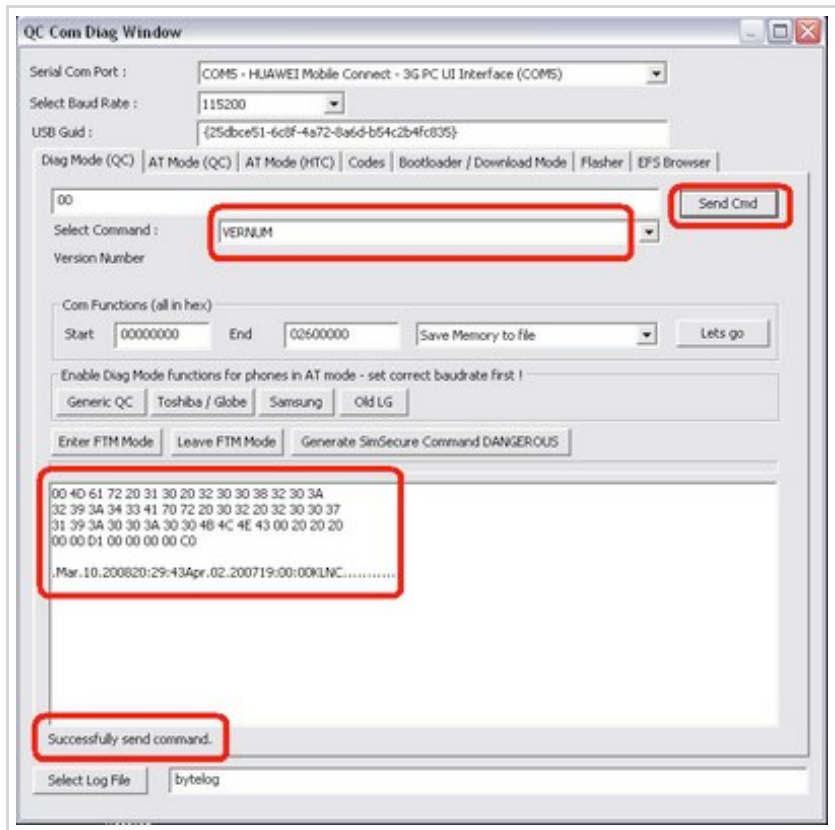 QC Com Diag Window
Serial Com Port : COM5 - HUAWEI Mobile Connect - 3G PC UI Interface (COM5)
Select Baud Rate : 115200
USB Guid : {25dbce51-6c8f-4a72-8a6d-b54c2b4fc835}
Diag Mode (QC) AT Mode (QC) AT Mode (HTC) Codes Bootloader / Download Mode Flasher EFS Browser
00 Send Cmd
Select Command : VERNUM
Version Number
Com Functions (all in hex)
Start 00000000 End 02600000 Save Memory to file Lets go
Enable Diag Mode functions for phones in AT mode - set correct baudrate first !
Generic QC Toshiba / Globe Samsung Old LG
Enter FTM Mode Leave FTM Mode Generate SimSecure Command DANGEROUS
00 4D 61 72 20 31 30 20 32 30 30 38 32 30 3A
32 39 3A 34 33 41 70 72 20 30 32 20 32 30 30 37
31 39 3A 30 30 3A 30 30 4B 4C 4E 43 00 20 20 20
00 00 D1 00 00 00 00 C0
.Mar.10.200820:29:43Apr.02.200719:00:00KLNC............
Successfully send command.
Select Log File bytelog